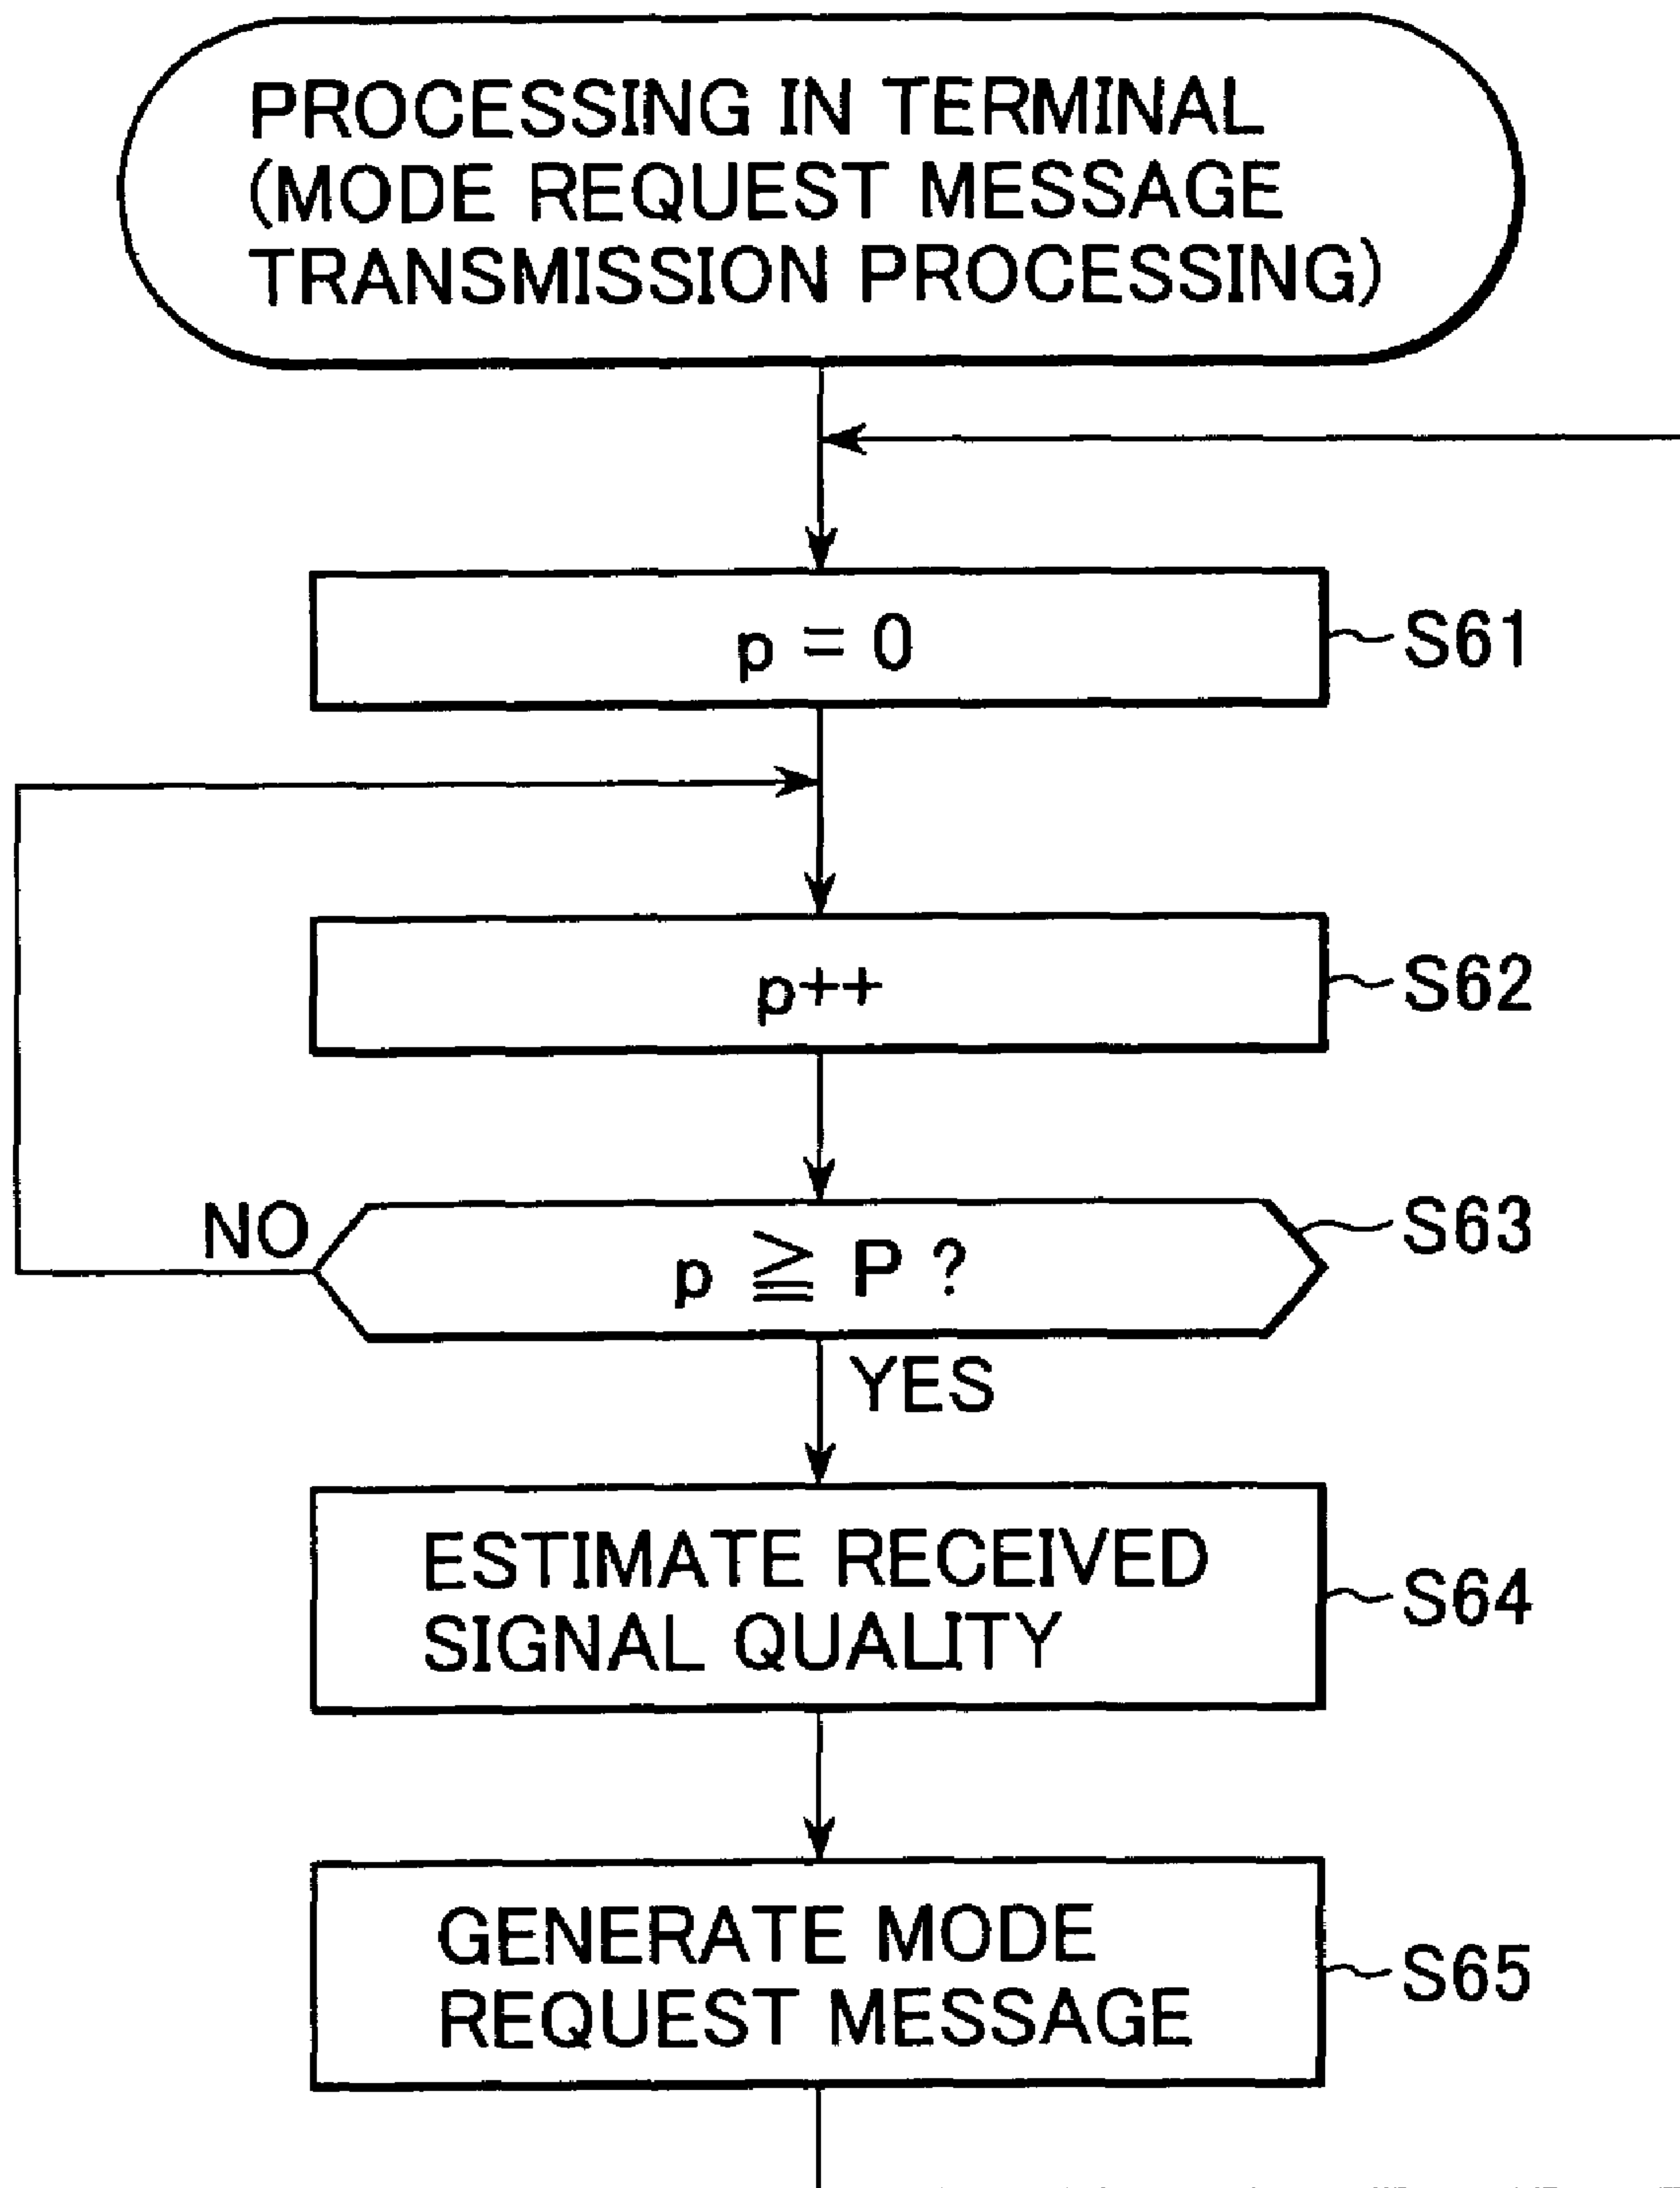 PROCESSING IN TERMINAL
(MODE REQUEST MESSAGE
TRANSMISSION PROCESSING)
p = 0
S61
p++
S62
NO
p ≧ P ?
S63
YES
ESTIMATE RECEIVED
SIGNAL QUALITY
S64
GENERATE MODE
REQUEST MESSAGE
S65